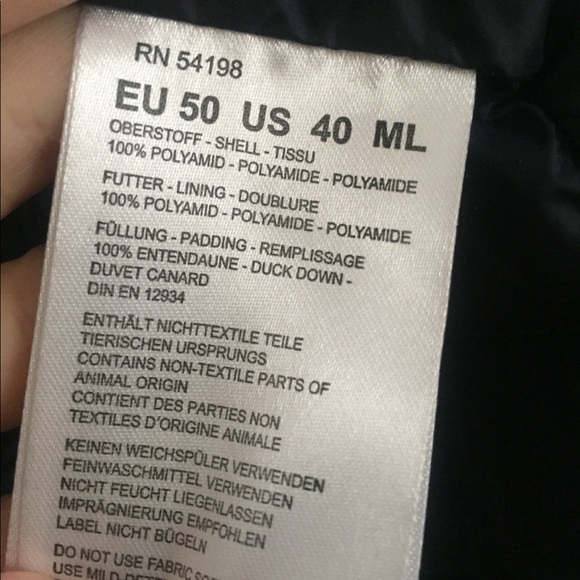 RN 54198
EU 50 US 40 ML
OBERSTOFF - SHELL - TISSU
100% POLYAMID - POLYAMIDE - POLYAMIDE
FUTTER - LINING - DOUBLURE
100% POLYAMID - POLYAMIDE - POLYAMIDE
FÜLLUNG - PADDING - REMPLISSAGE
100% ENTENDAUNE - DUCK DOWN -
DUVET CANARD
DIN EN 12934
ENTHÄLT NICHTTEXTILE TEILE
TIERISCHEN URSPRUNGS
CONTAINS NON-TEXTILE PARTS OF
ANIMAL ORIGIN
CONTIENT DES PARTIES NON
TEXTILES D'ORIGINE ANIMALE
KEINEN WEICHSPÜLER VERWENDEN
FEINWASCHMITTEL VERWENDEN
NICHT FEUCHT LIEGENLASSEN
IMPRÄGNIERUNG EMPFOHLEN
LABEL NICHT BÜGELN
DO NOT USE FABRIC
USE